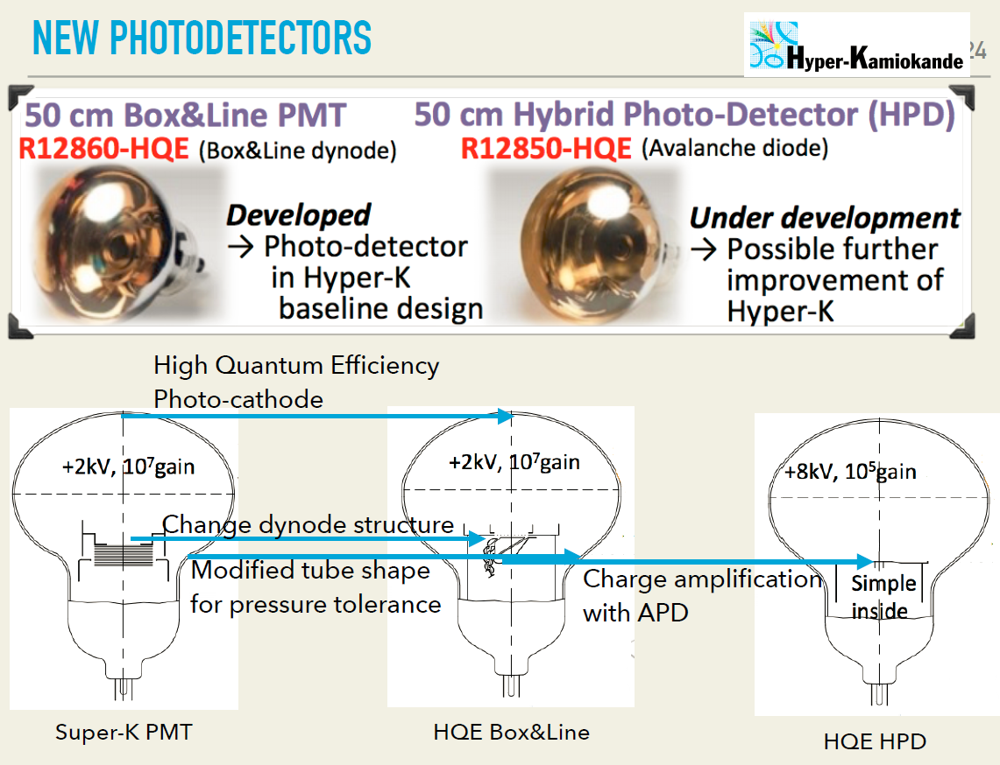 NEW PHOTODETECTORS
Hyper-Kamiokande
24
50 cm Box&Line PMT
R12860-HQE (Box&Line dynode)
Developed
→ Photo-detector
in Hyper-K
baseline design
50 cm Hybrid Photo-Detector (HPD)
R12850-HQE (Avalanche diode)
Under development
→ Possible further
improvement of
Hyper-K
High Quantum Efficiency
Photo-cathode
+2kV, 10⁷gain
+2kV, 10⁷gain
+8kV, 10⁵gain
Change dynode structure
Modified tube shape
for pressure tolerance
Charge amplification
with APD
Simple
inside
Super-K PMT
HQE Box&Line
HQE HPD